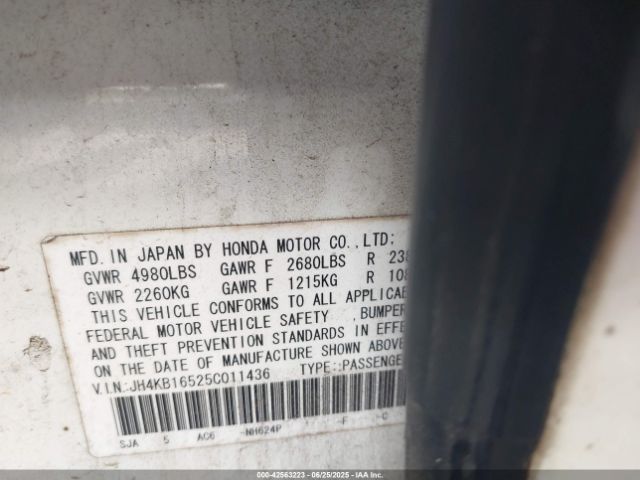 MFD. IN JAPAN BY HONDA MOTOR CO.,LTD;
GVWR 4980LBS GAWR F 2680LBS R 238
GVWR 2260KG GAWR F 1215KG R 108
THIS VEHICLE CONFORMS TO ALL APPLICAB
FEDERAL MOTOR VEHICLE SAFETY ,BUMPER
AND THEFT PREVENTION STANDARDS IN EFFE
ON THE DATE OF MANUFACTURE SHOWN ABOVE
V.I.N:JH4KB16525C011436 TYPE::PASSENGE
SJA 5 AC6 NH624P -F -C
000-42563223 | 06/25/2025 | IAA, Inc.